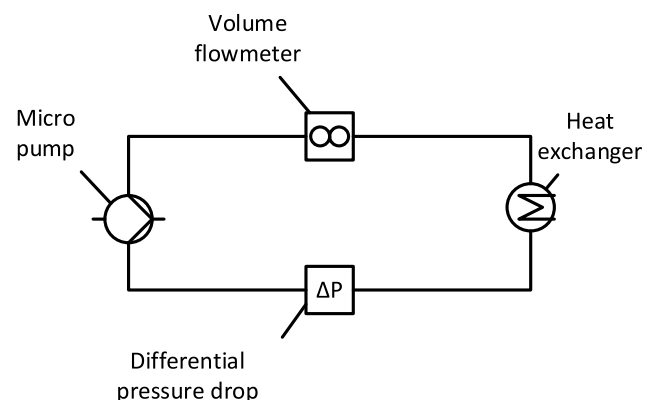 Volume
flowmeter
Micro
pump
Heat
exchanger
ΔP
Differential
pressure drop